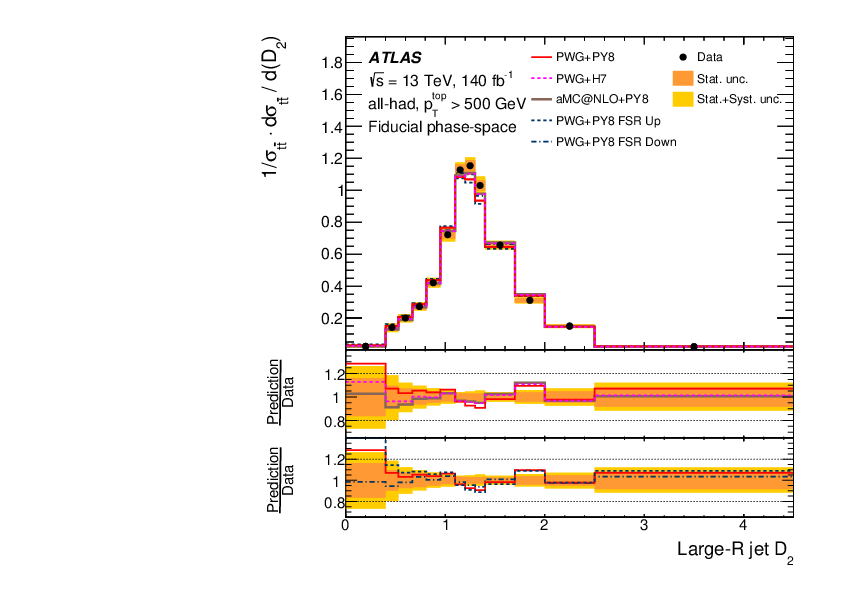 1/σ_tt̄ · dσ_tt̄ / d(D_2)
ATLAS
√s = 13 TeV, 140 fb^-1
all-had, p_T^top > 500 GeV
Fiducial phase-space
PWG+PY8
PWG+H7
aMC@NLO+PY8
PWG+PY8 FSR Up
PWG+PY8 FSR Down
Data
Stat. unc.
Stat.+Syst. unc.
1.8
1.6
1.4
1.2
1
0.8
0.6
0.4
0.2
Prediction
Data
1.2
1
0.8
Prediction
Data
1.2
1
0.8
0 1 2 3 4
Large-R jet D_2